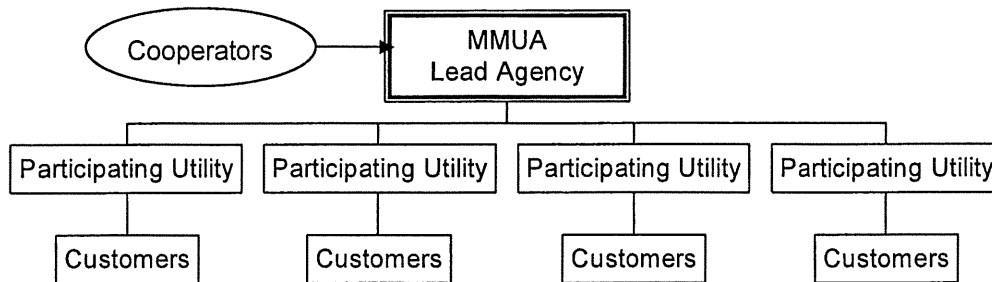 Cooperators
MMUA
Lead Agency
Participating Utility
Participating Utility
Participating Utility
Participating Utility
Customers
Customers
Customers
Customers